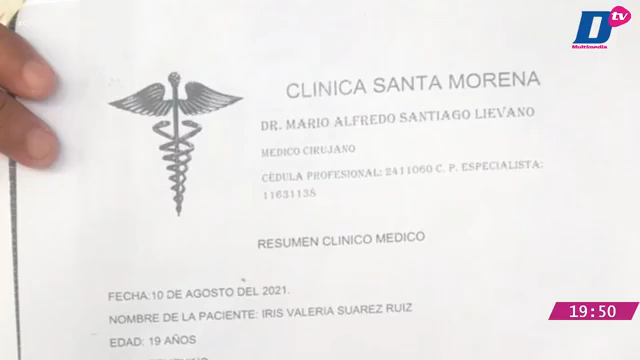 D tv
Multimedia
CLINICA SANTA MORENA
DR. MARIO ALFREDO SANTIAGO LIEVANO
MEDICO CIRUJANO
CÉDULA PROFESIONAL: 2411060 C. P. ESPECIALISTA:
11631138
RESUMEN CLINICO MEDICO
FECHA:10 DE AGOSTO DEL 2021.
NOMBRE DE LA PACIENTE: IRIS VALERIA SUAREZ RUIZ
EDAD: 19 AÑOS
19:50